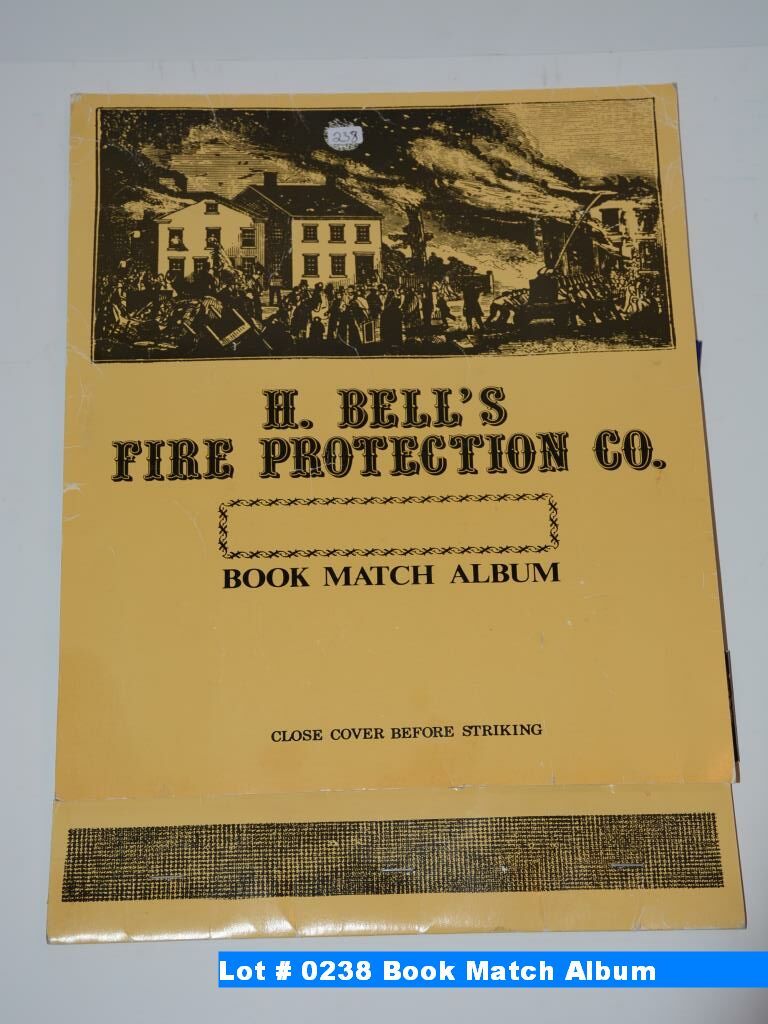 238
H. BELL'S
FIRE PROTECTION CO.
BOOK MATCH ALBUM
CLOSE COVER BEFORE STRIKING
Lot # 0238 Book Match Album